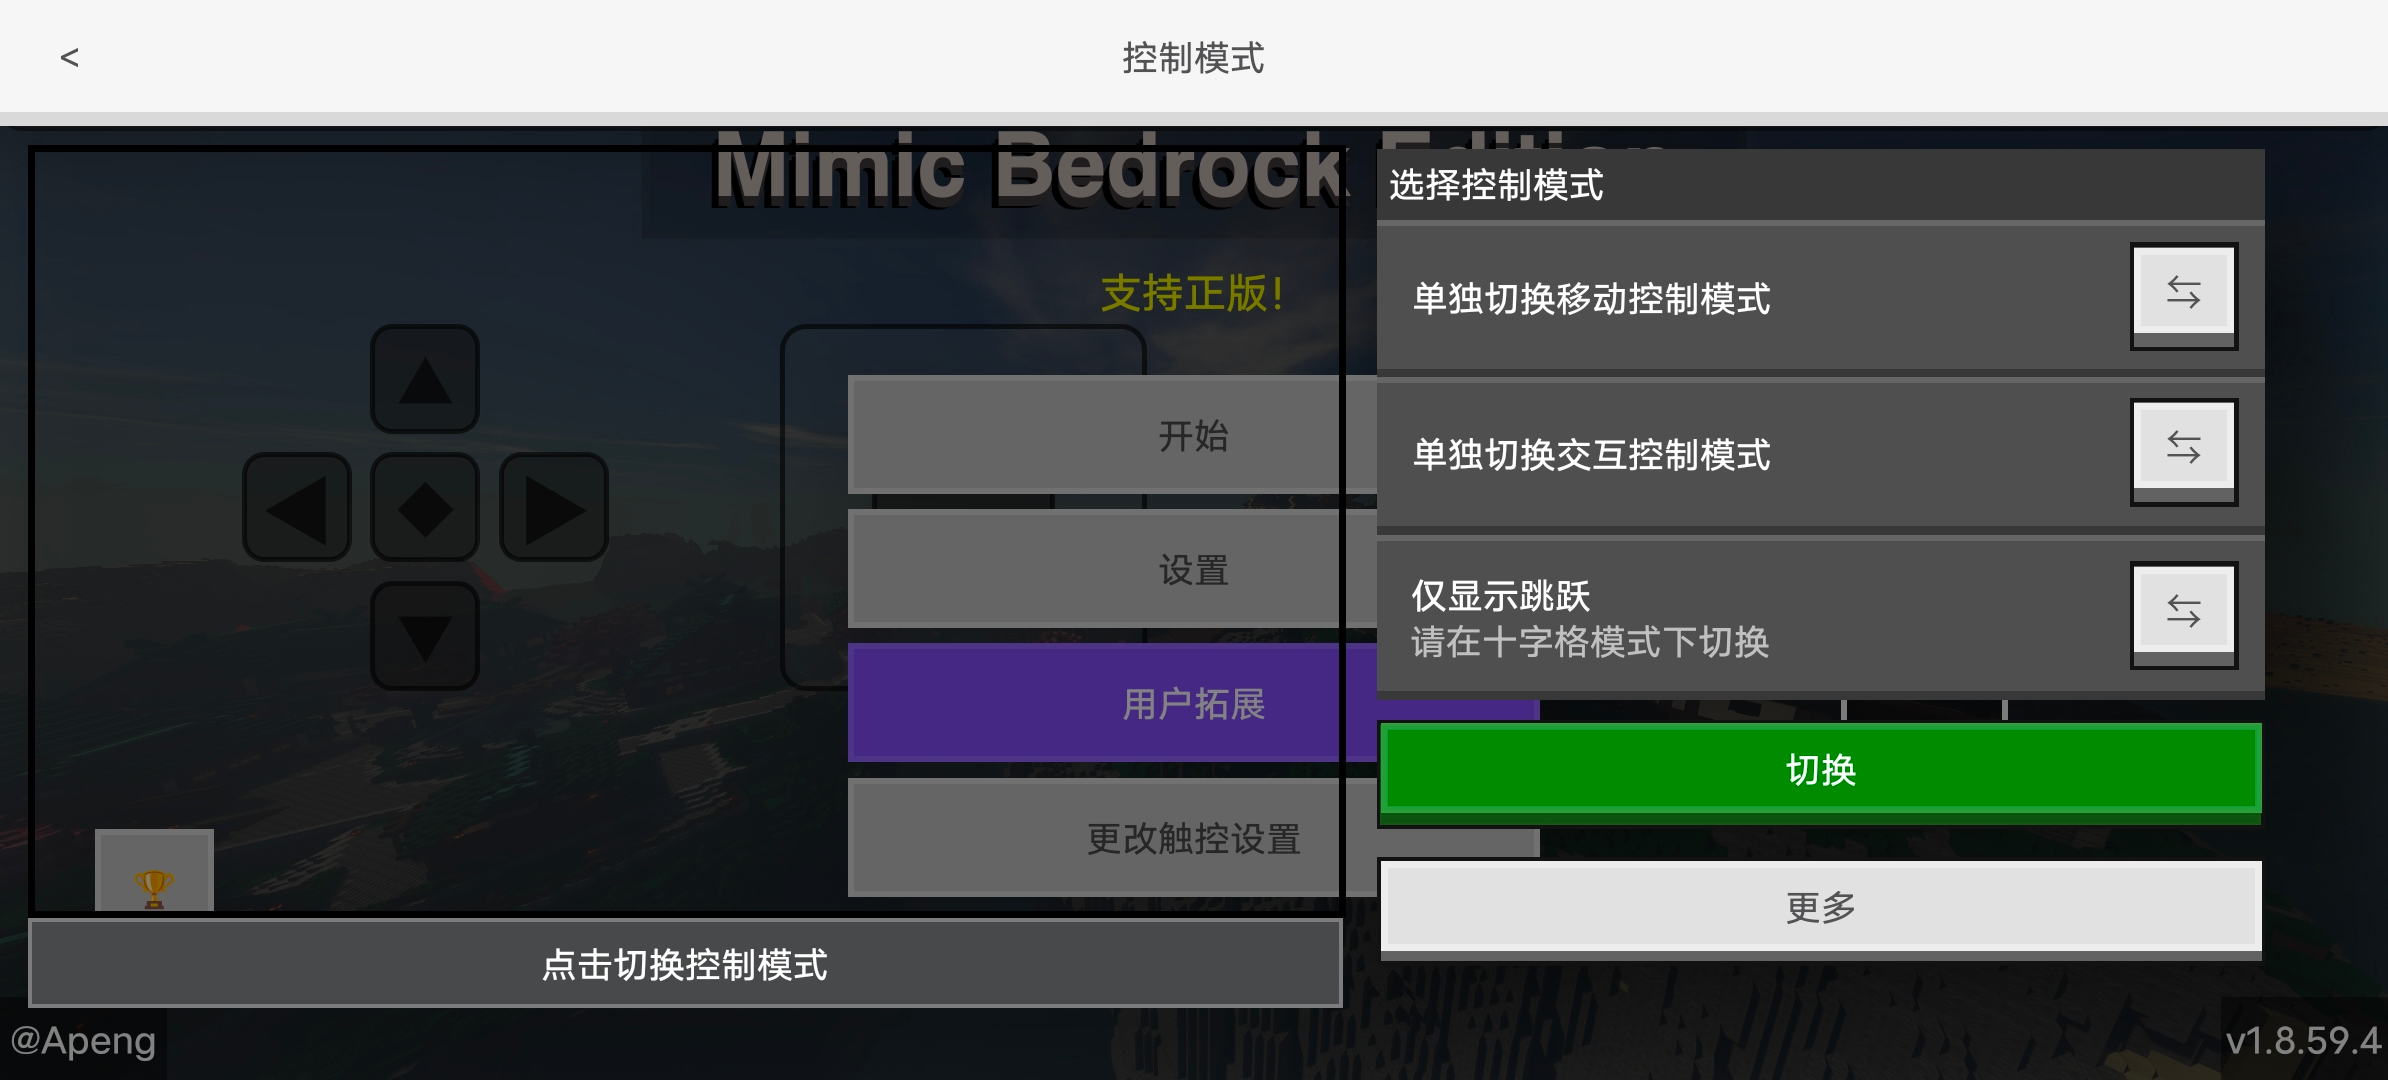 <
控制模式
Mimic Bedrock Edition
支持正版！
开始
设置
用户拓展
更改触控设置
点击切换控制模式
选择控制模式
单独切换移动控制模式
单独切换交互控制模式
仅显示跳跃
请在十字格模式下切换
切换
更多
@Apeng
v1.8.59.4